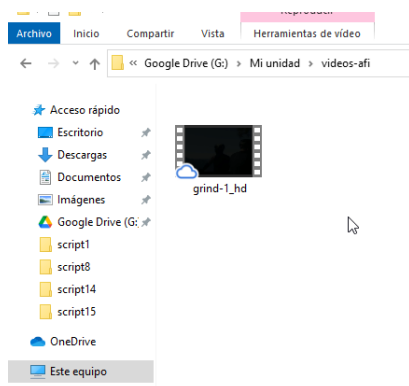 Reproducir
Archivo Inicio Compartir Vista Herramientas de vídeo
« Google Drive (G:) › Mi unidad › videos-afi
Acceso rápido
Escritorio
Descargas
Documentos
Imágenes
Google Drive (G:
script1
script8
script14
script15
OneDrive
Este equipo
grind-1_hd